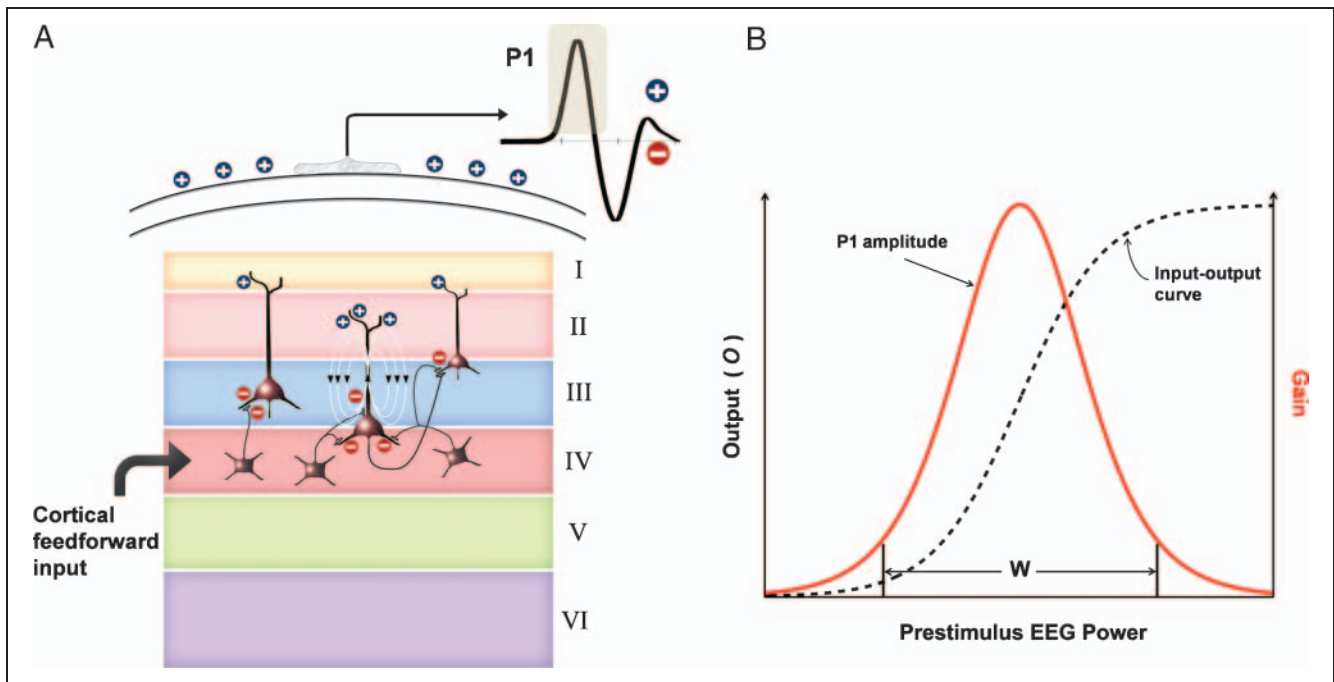 A
P1
I
II
III
IV
V
VI
Cortical
feedforward
input
B
P1 amplitude
Input-output
curve
Output (O)
Gain
W
Prestimulus EEG Power